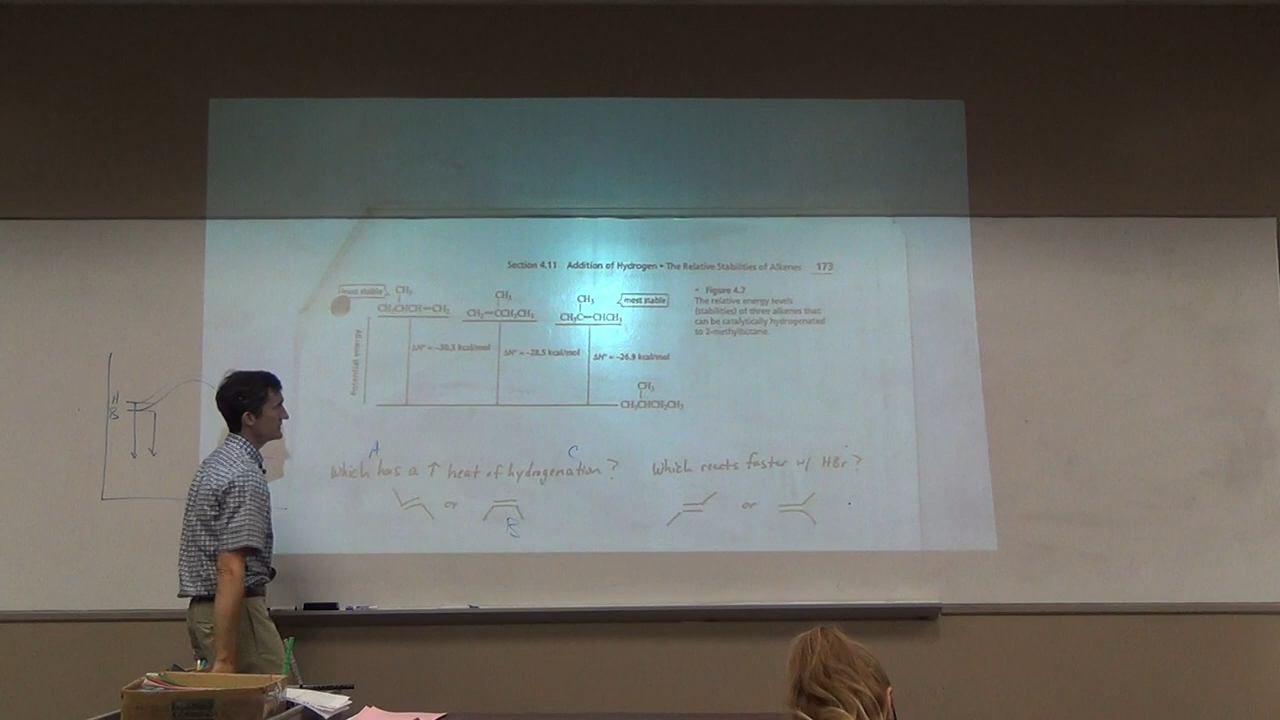 Section 4.11 Addition of Hydrogen • The Relative Stabilities of Alkenes 173
least stable
CH₃
CH₃CHCH=CH₂
CH₃
CH₂=CCH₂CH₃
CH₃
CH₃C=CHCH₃
most stable
Figure 4.7
The relative energy levels
(stabilities) of three alkenes that
can be catalytically hydrogenated
to 2-methylbutane.
Potential energy
ΔH° = −30.3 kcal/mol
ΔH° = −28.5 kcal/mol
ΔH° = −26.9 kcal/mol
CH₃
CH₃CHCH₂CH₃
A
C
Which has a ↑ heat of hydrogenation?
or
B
Which reacts faster w/ HBr?
or